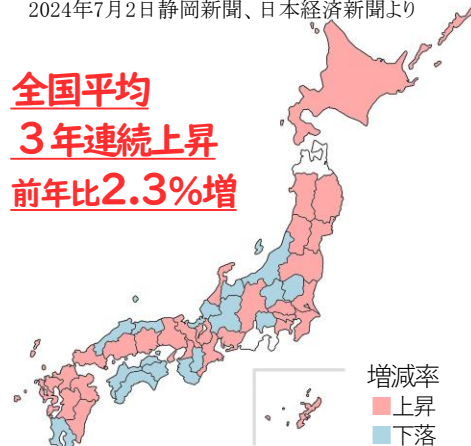 2024年7月2日静岡新聞、日本経済新聞より
全国平均
３年連続上昇
前年比2.3%増
増減率
上昇
下落